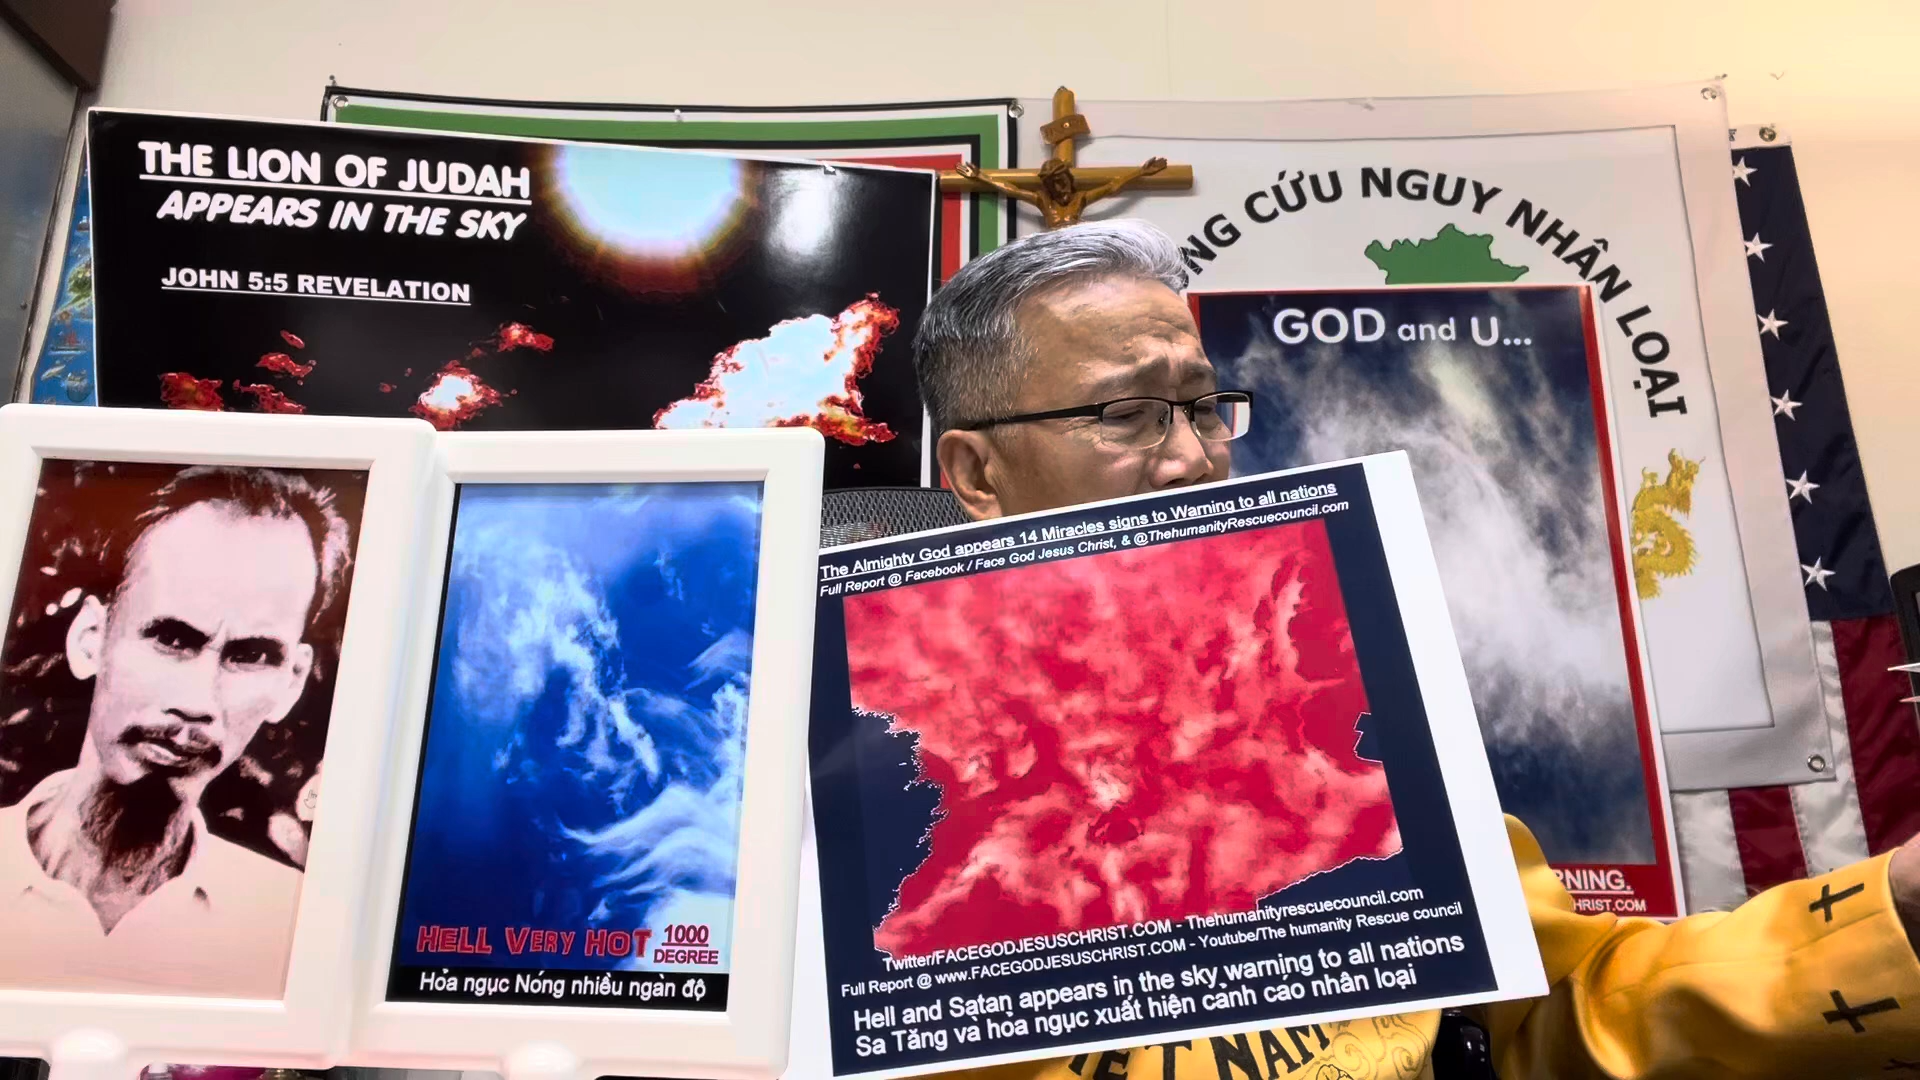 THE LION OF JUDAH
APPEARS IN THE SKY
JOHN 5:5 REVELATION
CỨU NGUY NHÂN LOẠI
GOD and U...
HELL VERY HOT 1000
DEGREE
Hỏa ngục Nóng nhiều ngàn độ
The Almighty God appears 14 Miracles signs to Warning to all nations
Full Report @ Facebook / Face God Jesus Christ, & @ThehumanityRescuecouncil.com
Twitter/FACEGODJESUSCHRIST.COM - Thehumanityrescuecouncil.com
Full Report @ www.FACEGODJESUSCHRIST.COM - Youtube/The humanity Rescue council
Hell and Satan appears in the sky warning to all nations
Sa Tăng và hỏa ngục xuất hiện cảnh cáo nhân loại
NAM